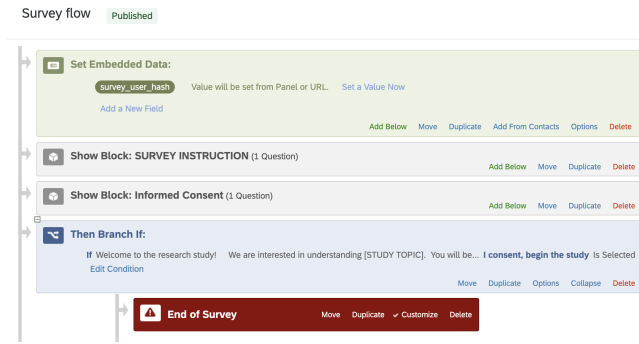 Survey flow Published
Set Embedded Data:
survey_user_hash Value will be set from Panel or URL. Set a Value Now
Add a New Field
Add Below Move Duplicate Add From Contacts Options Delete
Show Block: SURVEY INSTRUCTION (1 Question)
Add Below Move Duplicate Delete
Show Block: Informed Consent (1 Question)
Add Below Move Duplicate Delete
Then Branch If:
If Welcome to the research study! We are interested in understanding [STUDY TOPIC]. You will be... I consent, begin the study Is Selected
Edit Condition
Move Duplicate Options Collapse Delete
End of Survey Move Duplicate Customize Delete